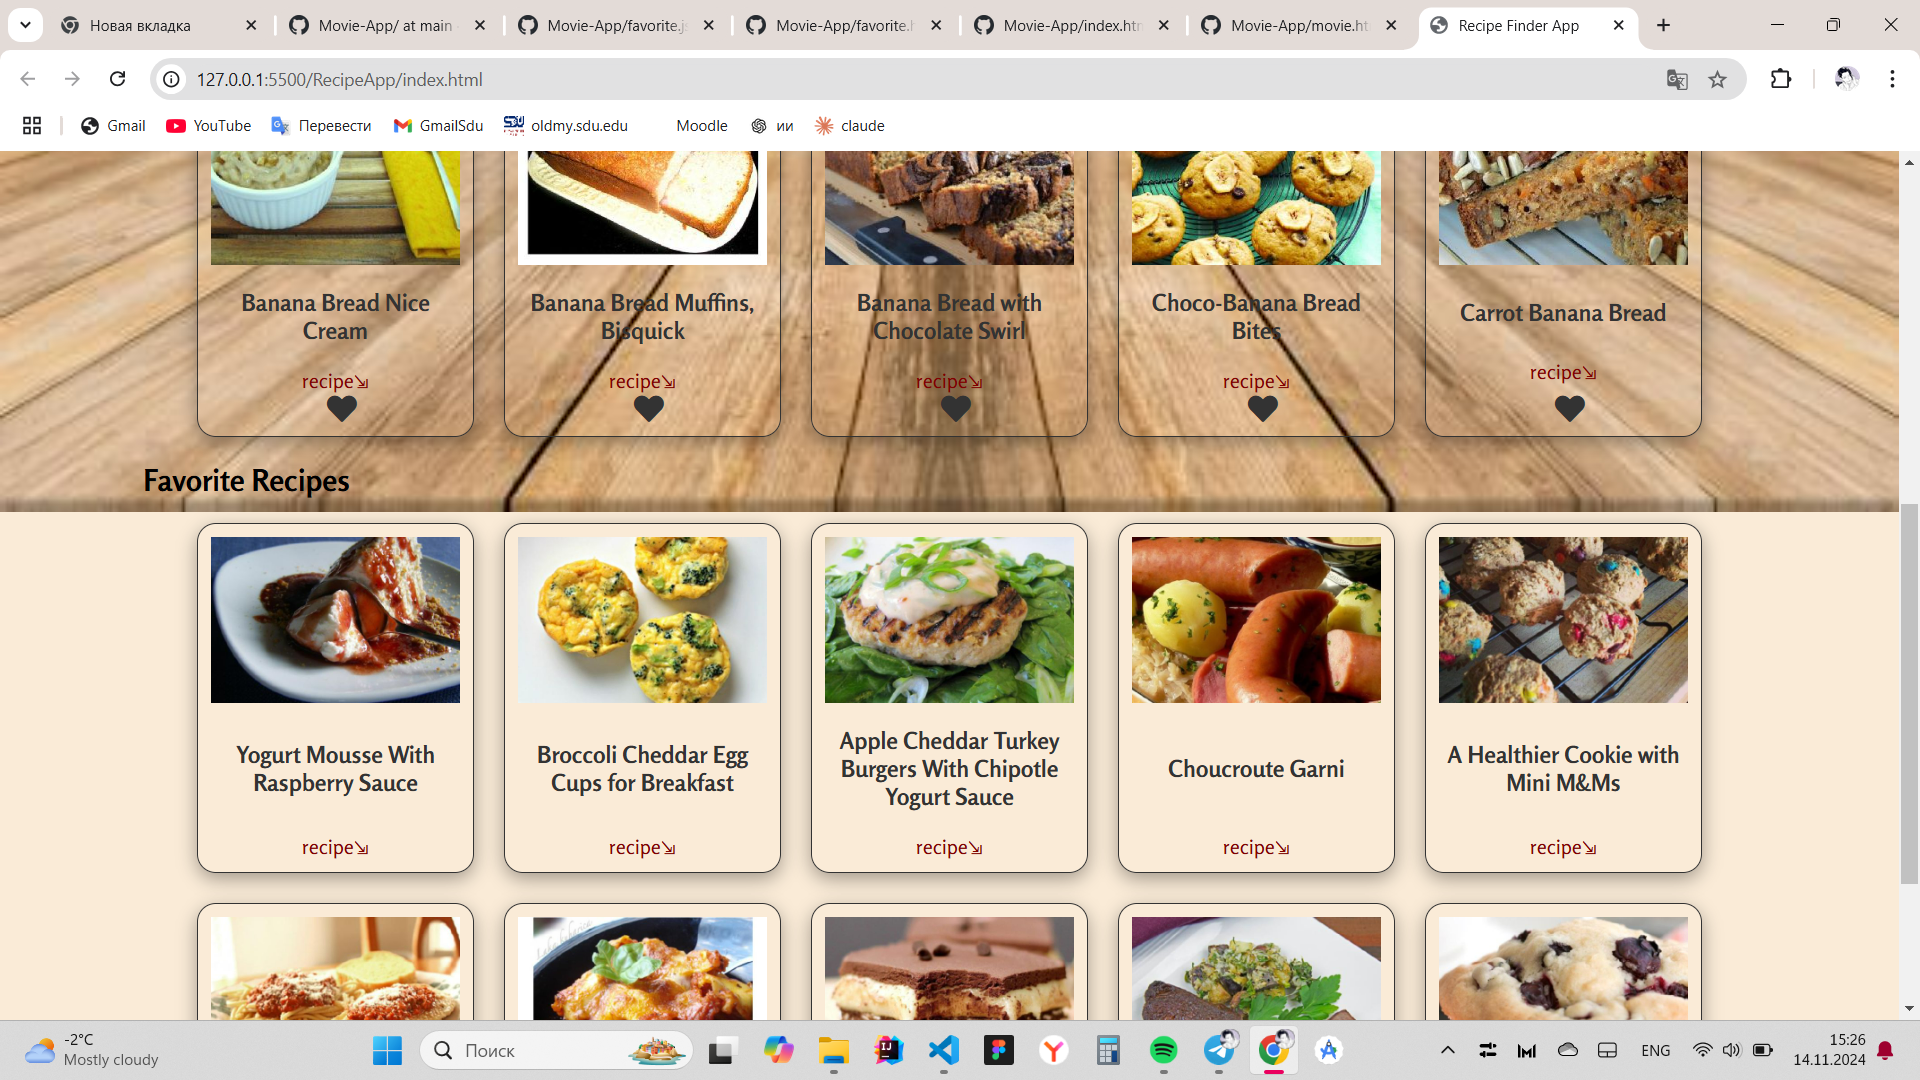 Новая вкладка
Movie-App/ at main
Movie-App/favorite.js
Movie-App/favorite.h
Movie-App/index.htm
Movie-App/movie.ht
Recipe Finder App
127.0.0.1:5500/RecipeApp/index.html
Gmail
YouTube
Перевести
GmailSdu
oldmy.sdu.edu
Moodle
ии
claude
Banana Bread Nice
Cream
recipe⇲
Banana Bread Muffins,
Bisquick
recipe⇲
Banana Bread with
Chocolate Swirl
recipe⇲
Choco-Banana Bread
Bites
recipe⇲
Carrot Banana Bread
recipe⇲
Favorite Recipes
Yogurt Mousse With
Raspberry Sauce
recipe⇲
Broccoli Cheddar Egg
Cups for Breakfast
recipe⇲
Apple Cheddar Turkey
Burgers With Chipotle
Yogurt Sauce
recipe⇲
Choucroute Garni
recipe⇲
A Healthier Cookie with
Mini M&Ms
recipe⇲
-2°C
Mostly cloudy
Поиск
ENG
15:26
14.11.2024